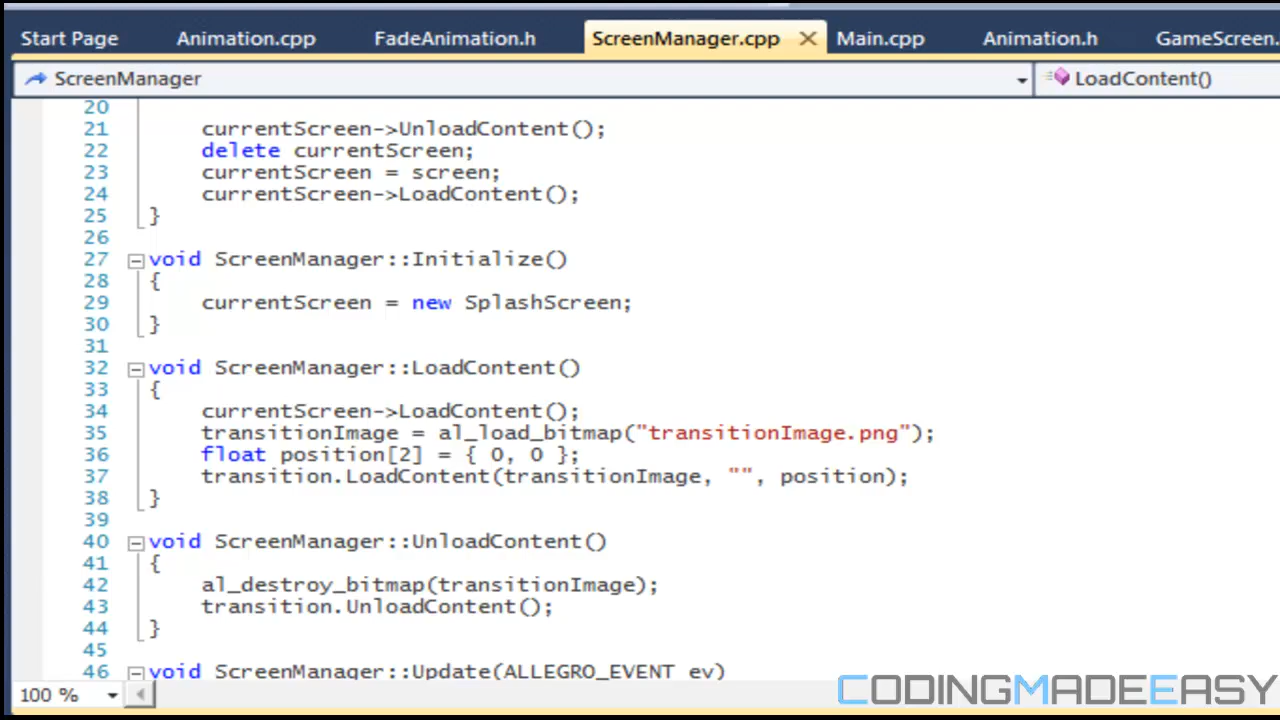 Start Page Animation.cpp FadeAnimation.h ScreenManager.cpp Main.cpp Animation.h GameScreen.
ScreenManager LoadContent()
20
21 currentScreen->UnloadContent();
22 delete currentScreen;
23 currentScreen = screen;
24 currentScreen->LoadContent();
25 }
26
27 void ScreenManager::Initialize()
28 {
29 currentScreen = new SplashScreen;
30 }
31
32 void ScreenManager::LoadContent()
33 {
34 currentScreen->LoadContent();
35 transitionImage = al_load_bitmap("transitionImage.png");
36 float position[2] = { 0, 0 };
37 transition.LoadContent(transitionImage, "", position);
38 }
39
40 void ScreenManager::UnloadContent()
41 {
42 al_destroy_bitmap(transitionImage);
43 transition.UnloadContent();
44 }
45
46 void ScreenManager::Update(ALLEGRO_EVENT ev)
100 %
CODINGMADEEASY